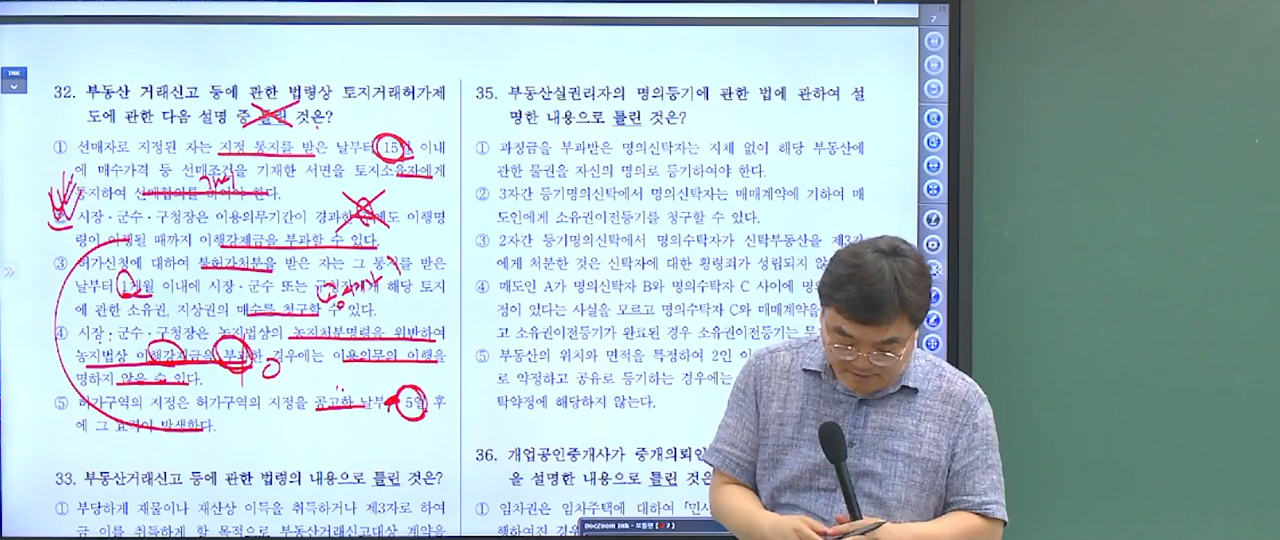 INK
7
32. 부동산 거래신고 등에 관한 법령상 토지거래허가제
도에 관한 다음 설명 중 틀린 것은?
① 선매자로 지정된 자는 지정 통지를 받은 날부터 15일 이내
에 매수가격 등 선매조건을 기재한 서면을 토지소유자에게
통지하여 선매협의를 하여야 한다.
② 시장·군수·구청장은 이용의무기간이 경과한 후에도 이행명
령이 이행될 때까지 이행강제금을 부과할 수 있다.
③ 허가신청에 대하여 불허가처분을 받은 자는 그 통지를 받은
날부터 1개월 이내에 시장·군수 또는 구청장에게 해당 토지
에 관한 소유권, 지상권의 매수를 청구할 수 있다.
④ 시장·군수·구청장은 농지법상의 농지처분명령을 위반하여
농지법상 이행강제금을 부과한 경우에는 이용의무의 이행을
명하지 않을 수 있다.
⑤ 허가구역의 지정은 허가구역의 지정을 공고한 날부터 5일 후
에 그 효력이 발생한다.
33. 부동산거래신고 등에 관한 법령의 내용으로 틀린 것은?
① 부당하게 재물이나 재산상 이득을 취득하거나 제3자로 하여
금 이를 취득하게 할 목적으로 부동산거래신고대상 계약을
35. 부동산실권리자의 명의등기에 관한 법에 관하여 설
명한 내용으로 틀린 것은?
① 과징금을 부과받은 명의신탁자는 지체 없이 해당 부동산에
관한 물권을 자신의 명의로 등기하여야 한다.
② 3자간 등기명의신탁에서 명의신탁자는 매매계약에 기하여 매
도인에게 소유권이전등기를 청구할 수 있다.
③ 2자간 등기명의신탁에서 명의수탁자가 신탁부동산을 제3자
에게 처분한 것은 신탁자에 대한 횡령죄가 성립되지
④ 매도인 A가 명의신탁자 B와 명의수탁자 C 사이에
정이 있다는 사실을 모르고 명의수탁자 C와 매매계약을
고 소유권이전등기가 완료된 경우 소유권이전등기는
⑤ 부동산의 위치와 면적을 특정하여 2인
로 약정하고 공유로 등기하는 경우에는
탁약정에 해당하지 않는다.
36. 개업공인중개사가 중개의뢰인
을 설명한 내용으로 틀린 것은
① 임차권은 임차주택에 대하여
행하여진 경우
DocZoom Ink -